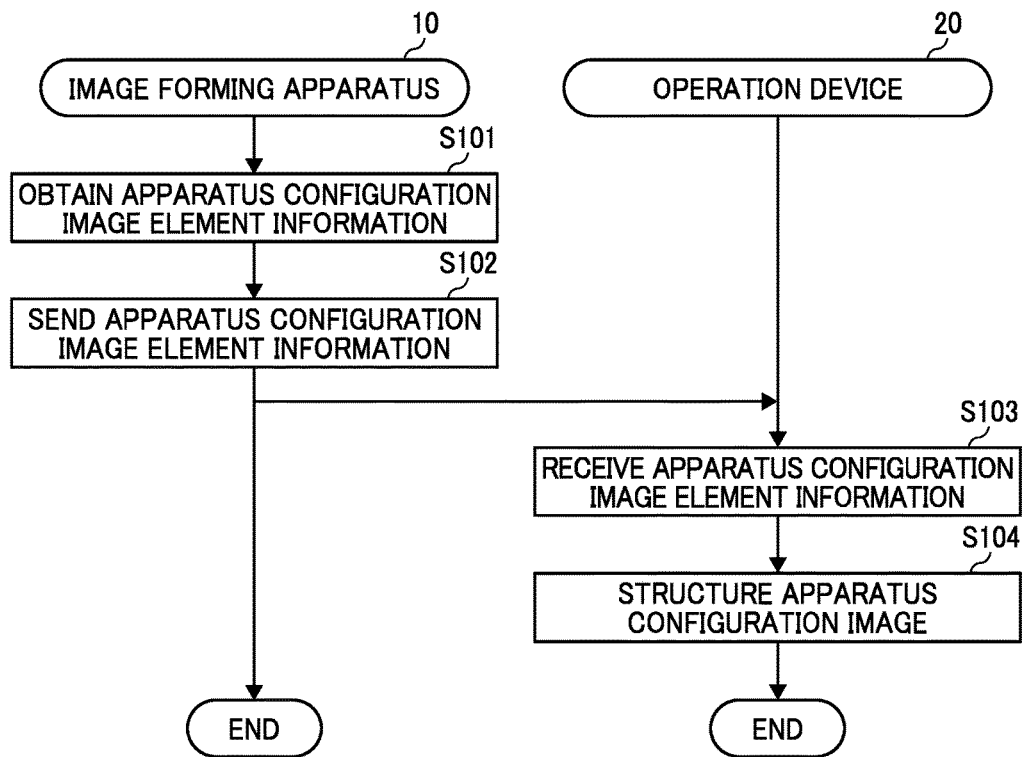 10
IMAGE FORMING APPARATUS
20
OPERATION DEVICE
S101
OBTAIN APPARATUS CONFIGURATION
IMAGE ELEMENT INFORMATION
S102
SEND APPARATUS CONFIGURATION
IMAGE ELEMENT INFORMATION
S103
RECEIVE APPARATUS CONFIGURATION
IMAGE ELEMENT INFORMATION
S104
STRUCTURE APPARATUS
CONFIGURATION IMAGE
END
END